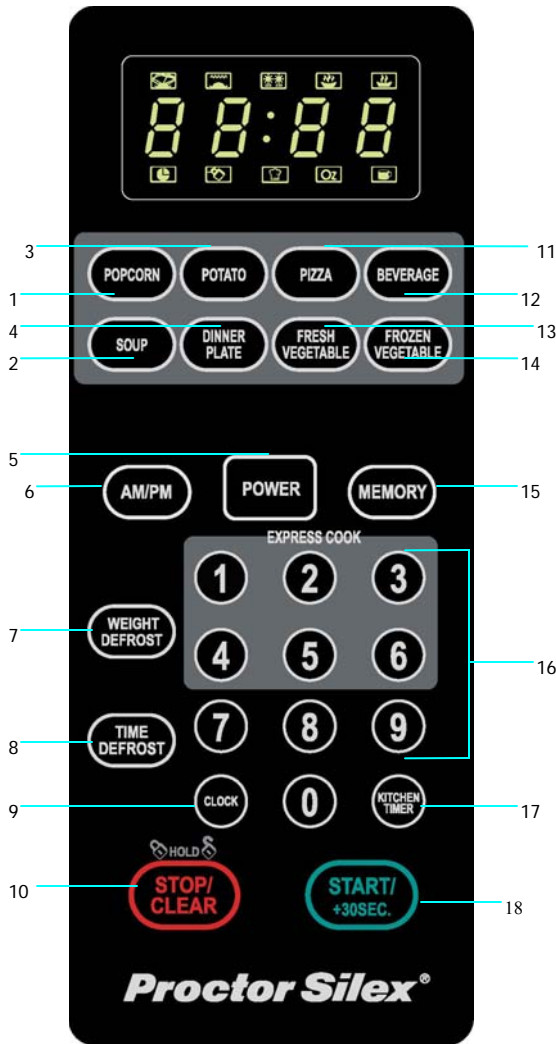 88:88
Oz
3
11
POPCORN
POTATO
PIZZA
BEVERAGE
1
12
4
13
SOUP
DINNER
PLATE
FRESH
VEGETABLE
FROZEN
VEGETABLE
2
14
5
6
AM/PM
POWER
MEMORY
15
EXPRESS COOK
1
2
3
7
WEIGHT
DEFROST
4
5
6
16
8
TIME
DEFROST
7
8
9
9
CLOCK
0
KITCHEN
TIMER
17
HOLD
10
STOP/
CLEAR
START/
+30SEC.
18
Proctor Silex®